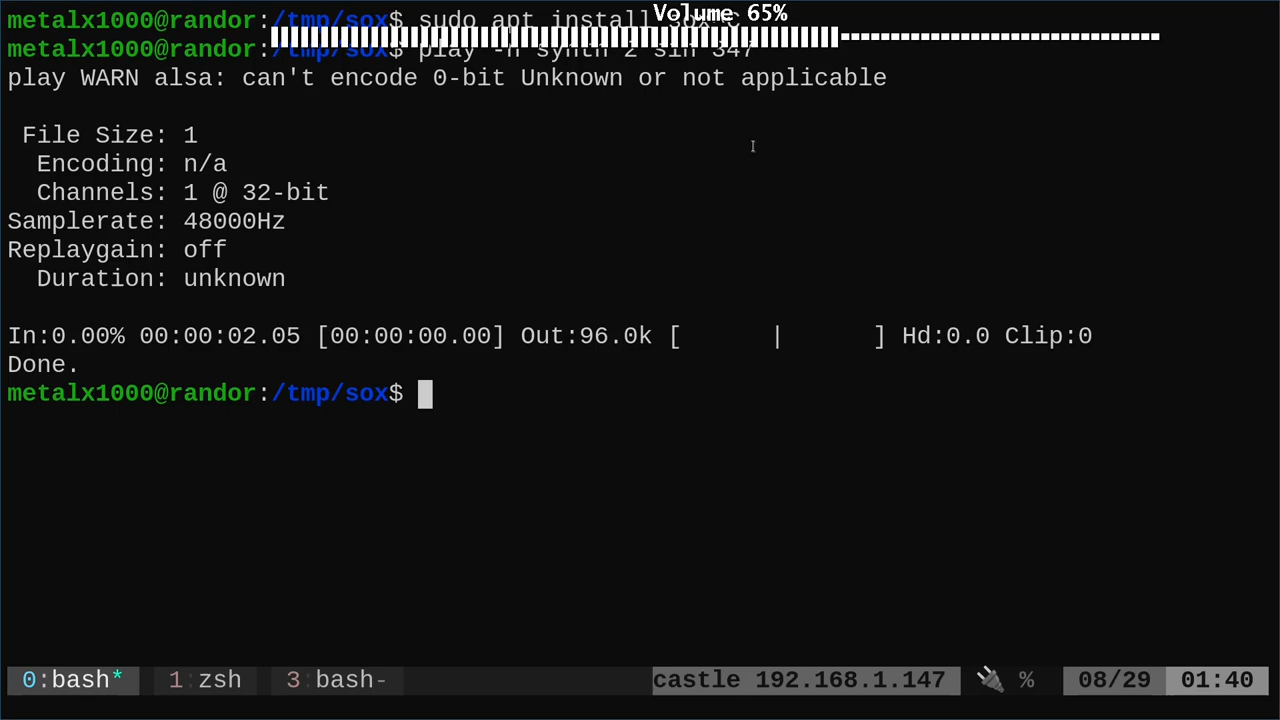 Volume 65%
metalx1000@randor:/tmp/sox$ sudo apt install sox^C
metalx1000@randor:/tmp/sox$ play -n synth 2 sin 347
play WARN alsa: can't encode 0-bit Unknown or not applicable
File Size: 1
Encoding: n/a
Channels: 1 @ 32-bit
Samplerate: 48000Hz
Replaygain: off
Duration: unknown
In:0.00% 00:00:02.05 [00:00:00.00] Out:96.0k [      |      ] Hd:0.0 Clip:0
Done.
metalx1000@randor:/tmp/sox$
0:bash* 1:zsh 3:bash- castle 192.168.1.147 🔌 % 08/29 01:40